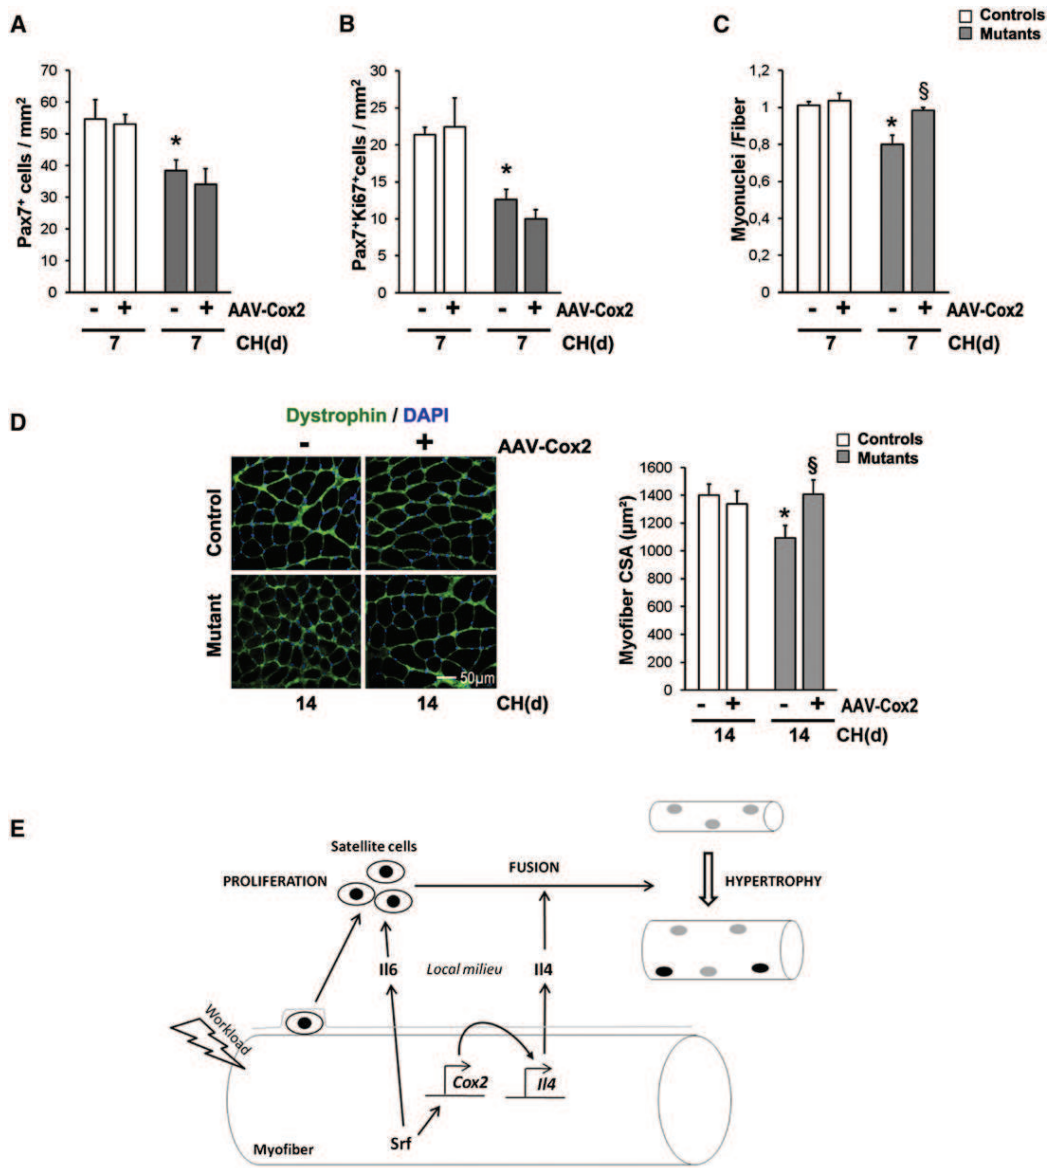 Controls
Mutants
A
Pax7+ cells / mm²
70
60
50
40
30
20
10
0
*
- + - + AAV-Cox2
7 7 CH(d)
B
Pax7+Ki67+cells / mm²
30
25
20
15
10
5
0
*
- + - + AAV-Cox2
7 7 CH(d)
C
Myonuclei /Fiber
1,2
1
0,8
0,6
0,4
0,2
0
* §
- + - + AAV-Cox2
7 7 CH(d)
D
Dystrophin / DAPI
- + AAV-Cox2
Control
Mutant
50µm
14 14 CH(d)
Controls
Mutants
Myofiber CSA (µm²)
1600
1400
1200
1000
800
600
400
200
0
* §
- + - + AAV-Cox2
14 14 CH(d)
E
Satellite cells
PROLIFERATION
FUSION
HYPERTROPHY
Il6 Local milieu Il4
Workload
Cox2 Il4
Srf
Myofiber